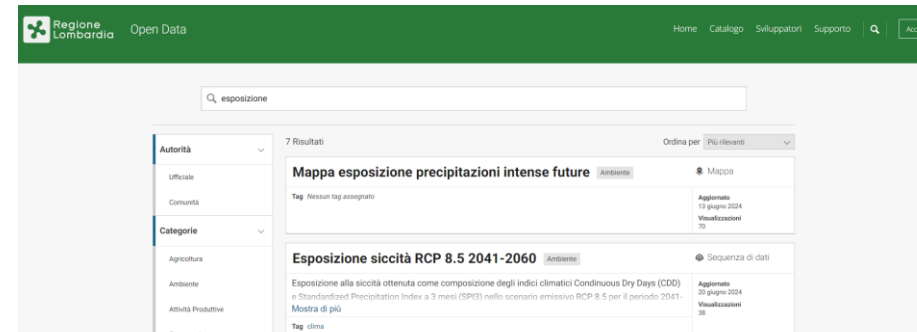 Regione
Lombardia
Open Data
Home Catalogo Sviluppatori Supporto
esposizione
Autorità
Ufficiale
Comunità
Categorie
Agricoltura
Ambiente
Attività Produttive
7 Risultati
Ordina per Più rilevanti
Mappa esposizione precipitazioni intense future Ambiente
Mappa
Tag Nessun tag assegnato
Aggiornato
13 giugno 2024
Visualizzazioni
70
Esposizione siccità RCP 8.5 2041-2060 Ambiente
Sequenza di dati
Esposizione alla siccità ottenuta come composizione degli indici climatici Condinuous Dry Days (CDD)
e Standardized Precipitation Index a 3 mesi (SPI3) nello scenario emissivo RCP 8.5 per il periodo 2041-
Mostra di più
Tag clima
Aggiornato
20 giugno 2024
Visualizzazioni
38